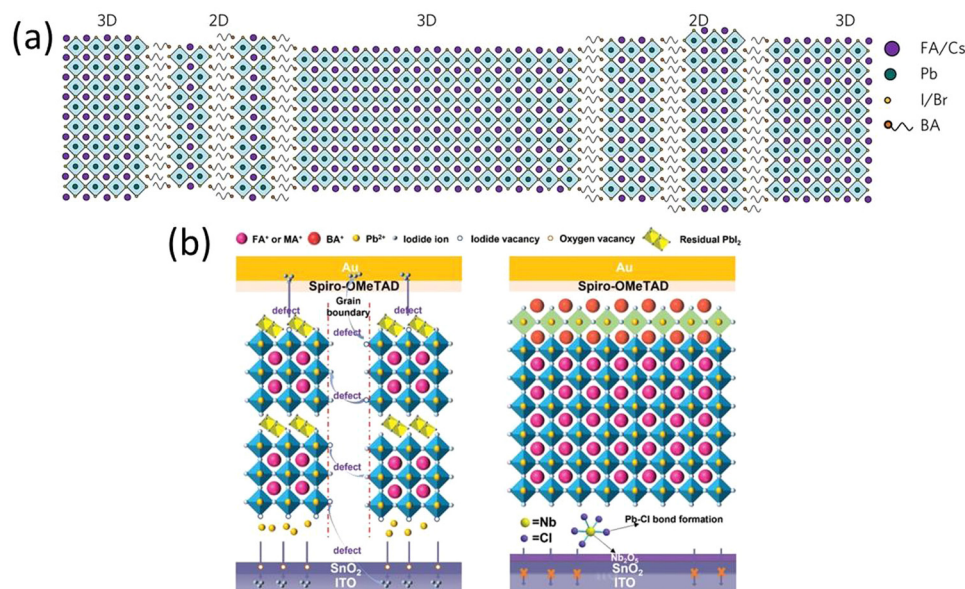 (a)
3D 2D 3D 2D 3D
FA/Cs
Pb
I/Br
BA
(b)
FA⁺ or MA⁺ BA⁺ Pb²⁺ Iodide ion Iodide vacancy Oxygen vacancy Residual PbI₂
Au
Spiro-OMeTAD
Grain
boundary
defect
defect
defect
defect
defect
defect
SnO₂
ITO
Au
Spiro-OMeTAD
=Nb
=Cl
Pb-Cl bond formation
Nb₂O₅
SnO₂
ITO